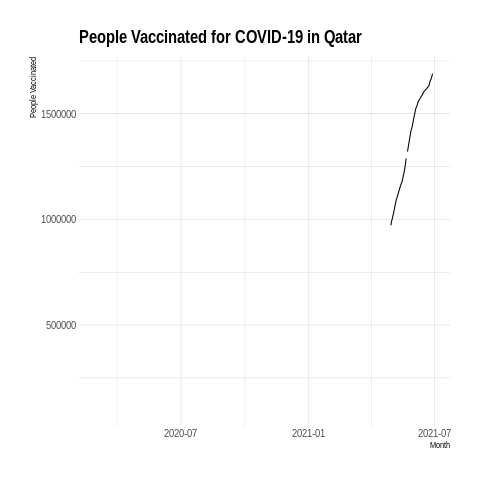 People Vaccinated for COVID-19 in Qatar
People Vaccinated
1500000
1000000
500000
2020-07
2021-01
2021-07
Month